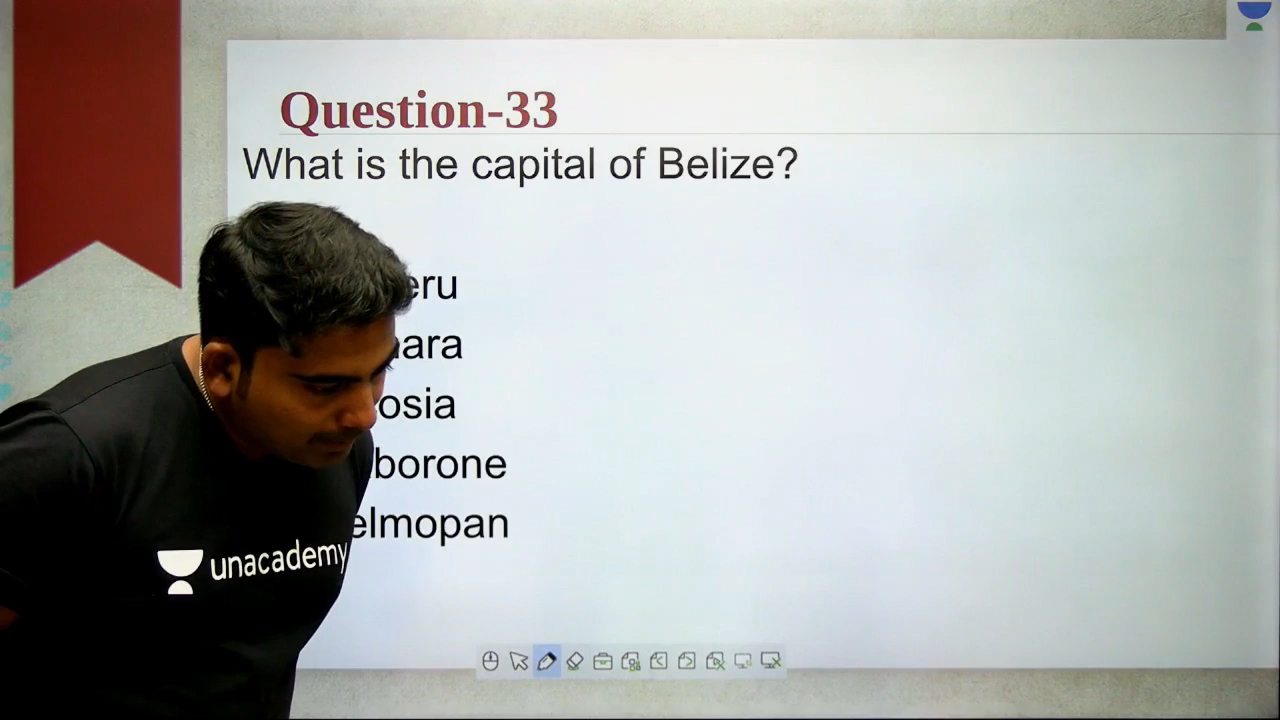 Question-33
What is the capital of Belize?
eru
ara
osia
borone
elmopan
unacademy